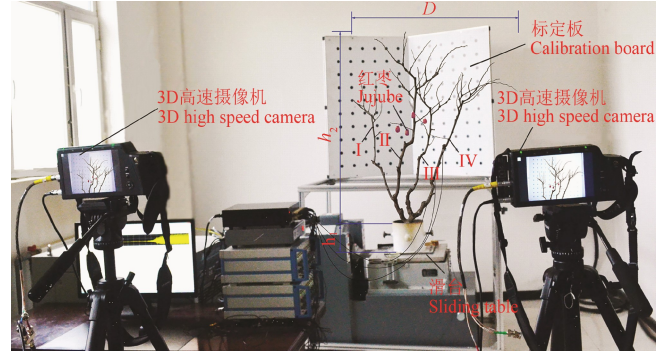 D
标定板
Calibration board
红枣
Jujube
3D高速摄像机
3D high speed camera
3D高速摄像机
3D high speed camera
h2
I
II
III
IV
滑台
Sliding table